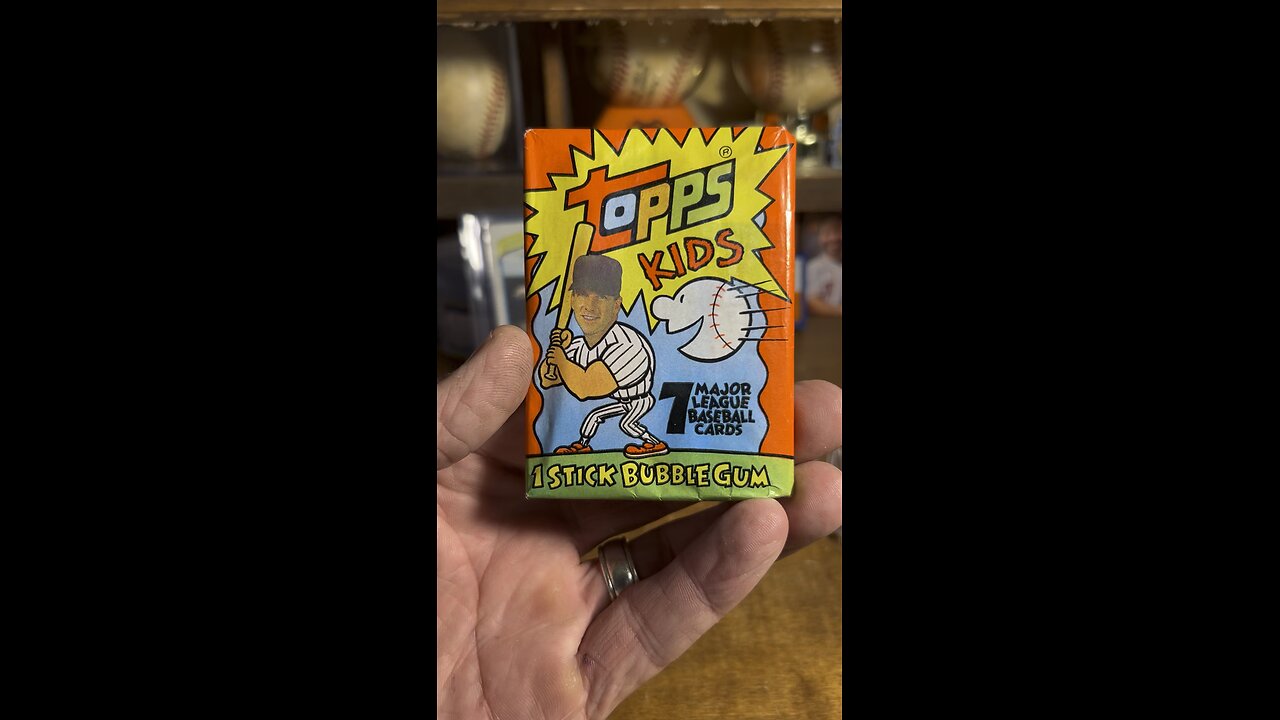 TOPPS®
KIDS
7 MAJOR
LEAGUE
BASEBALL
CARDS
1 STICK BUBBLE GUM